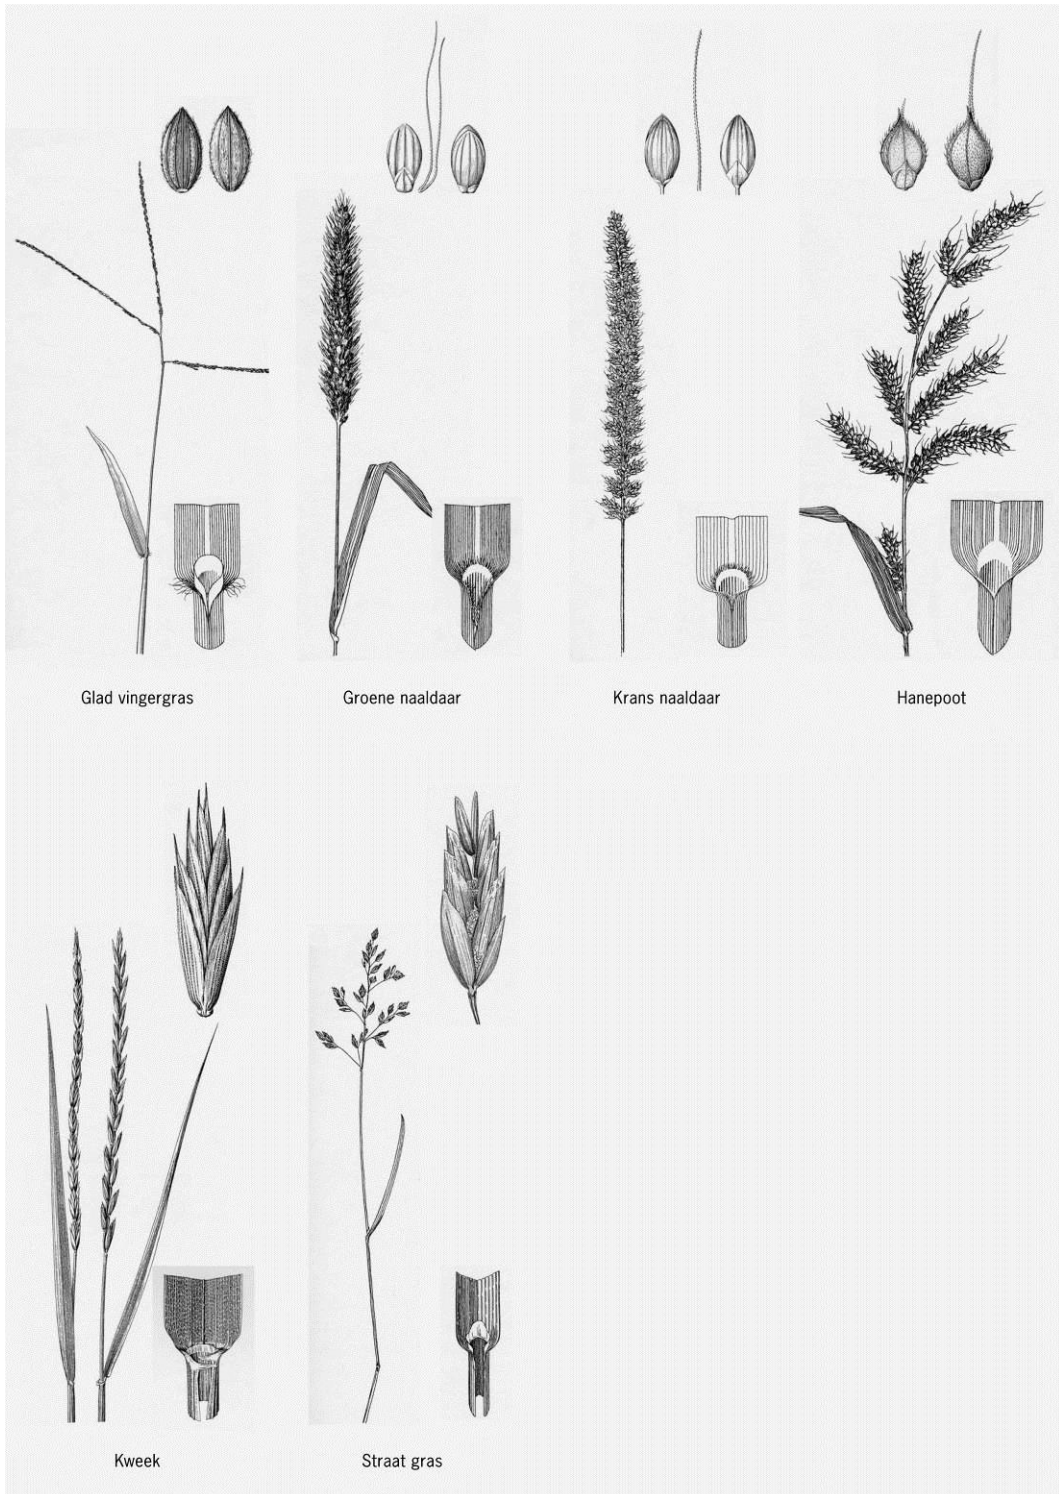 Glad vingergras
Groene naaldaar
Krans naaldaar
Hanepoot
Kweek
Straat gras